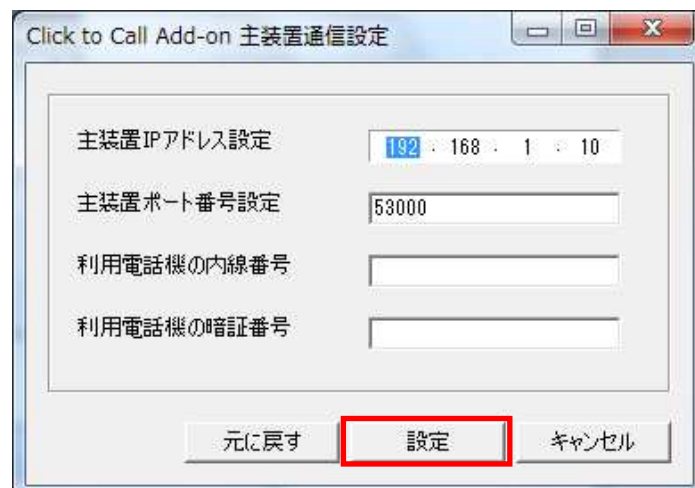 Click to Call Add-on 主装置通信設定
主装置IPアドレス設定 192 . 168 . 1 . 10
主装置ポート番号設定 53000
利用電話機の内線番号
利用電話機の暗証番号
元に戻す 設定 キャンセル